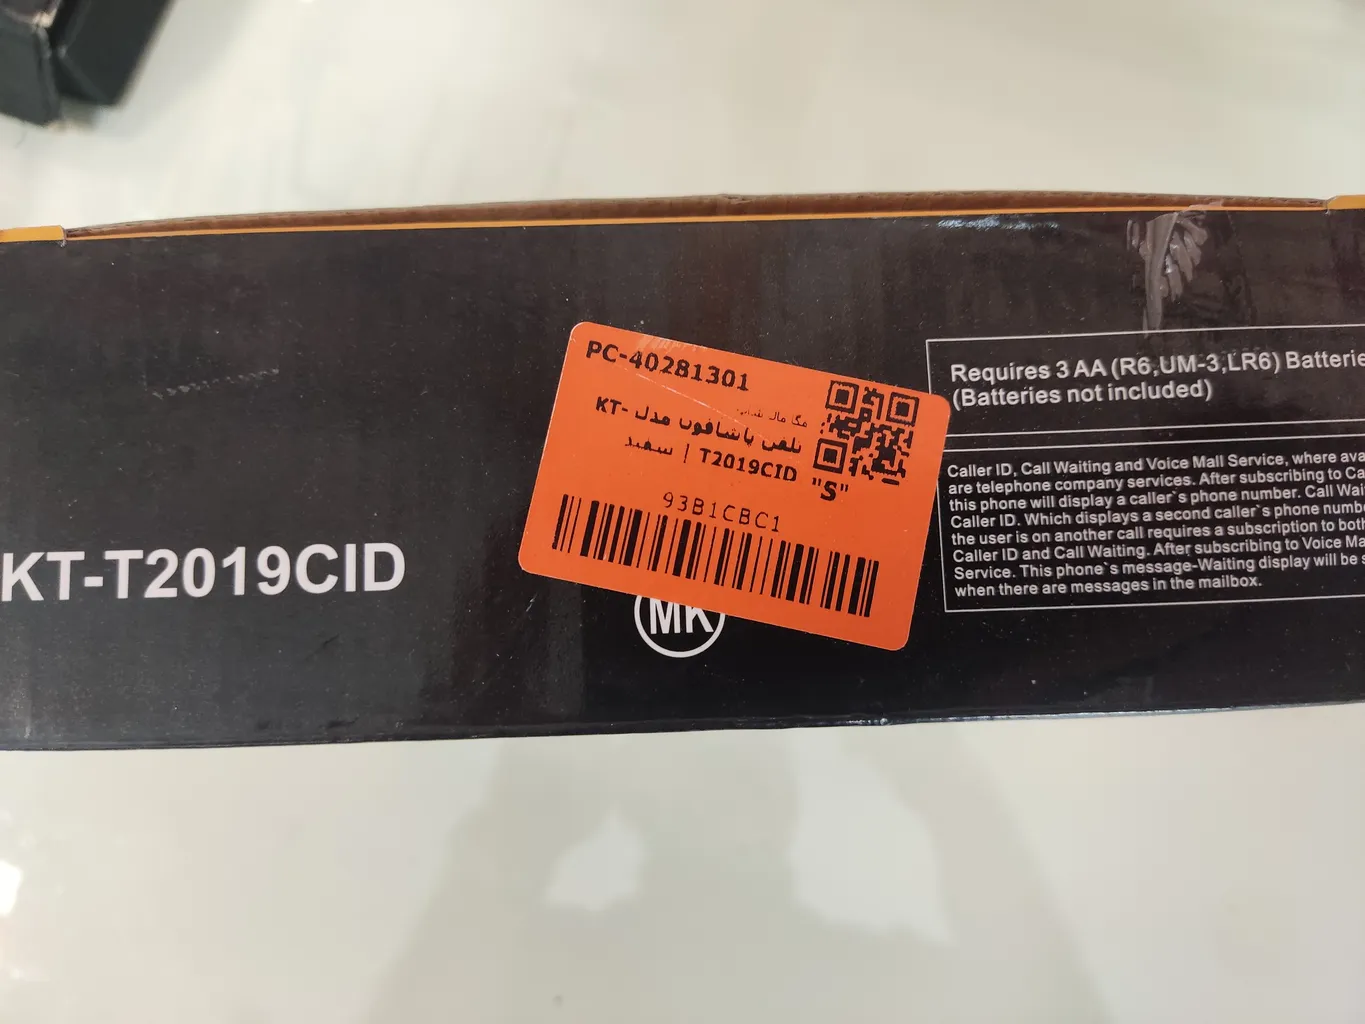 KT-T2019CID
PC-40281301
مگا مال
تلفن پاشافون مدل KT-
T2019CID | سفید
"S"
93B1CBC1
MK
Requires 3 AA (R6,UM-3,LR6) Batterie
(Batteries not included)
Caller ID, Call Waiting and Voice Mall Service, where ava
are telephone company services. After subscribing to Ca
this phone will display a caller`s phone number. Call Wai
Caller ID. Which displays a second caller`s phone numb
the user is on another call requires a subscription to both
Caller ID and Call Waiting. After subscribing to Voice Ma
Service. This phone`s message-Waiting display will be s
when there are messages in the mailbox.